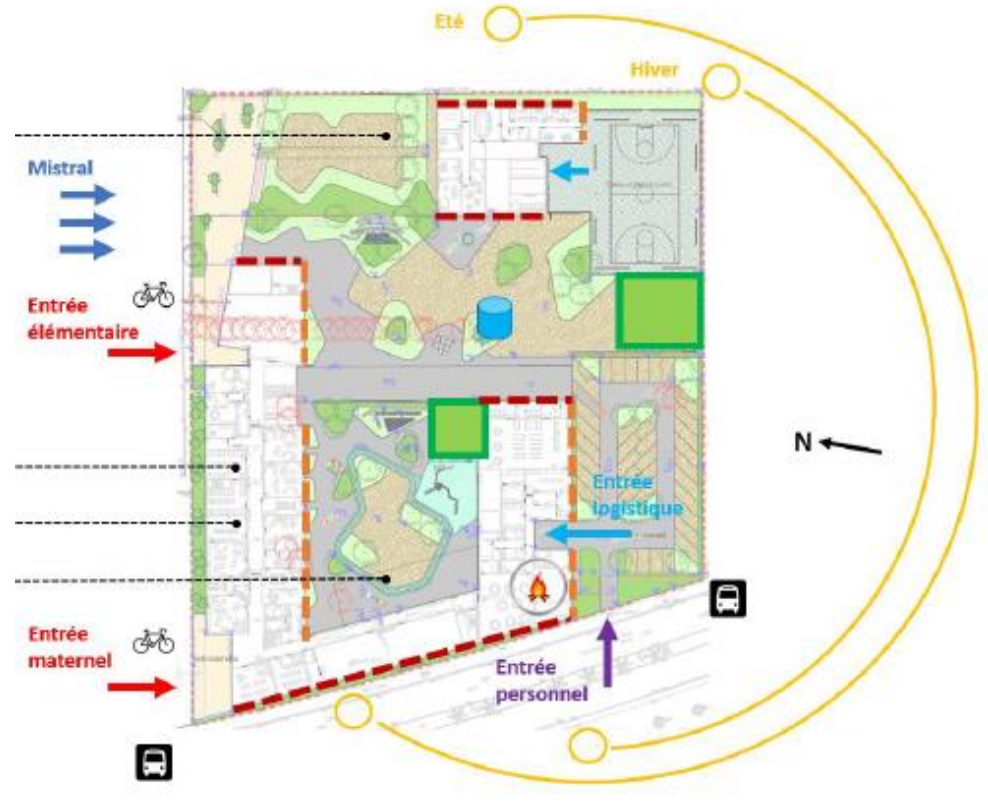 Eté
Hiver
Mistral
Entrée
élémentaire
N
Entrée
logistique
Entrée
maternel
Entrée
personnel